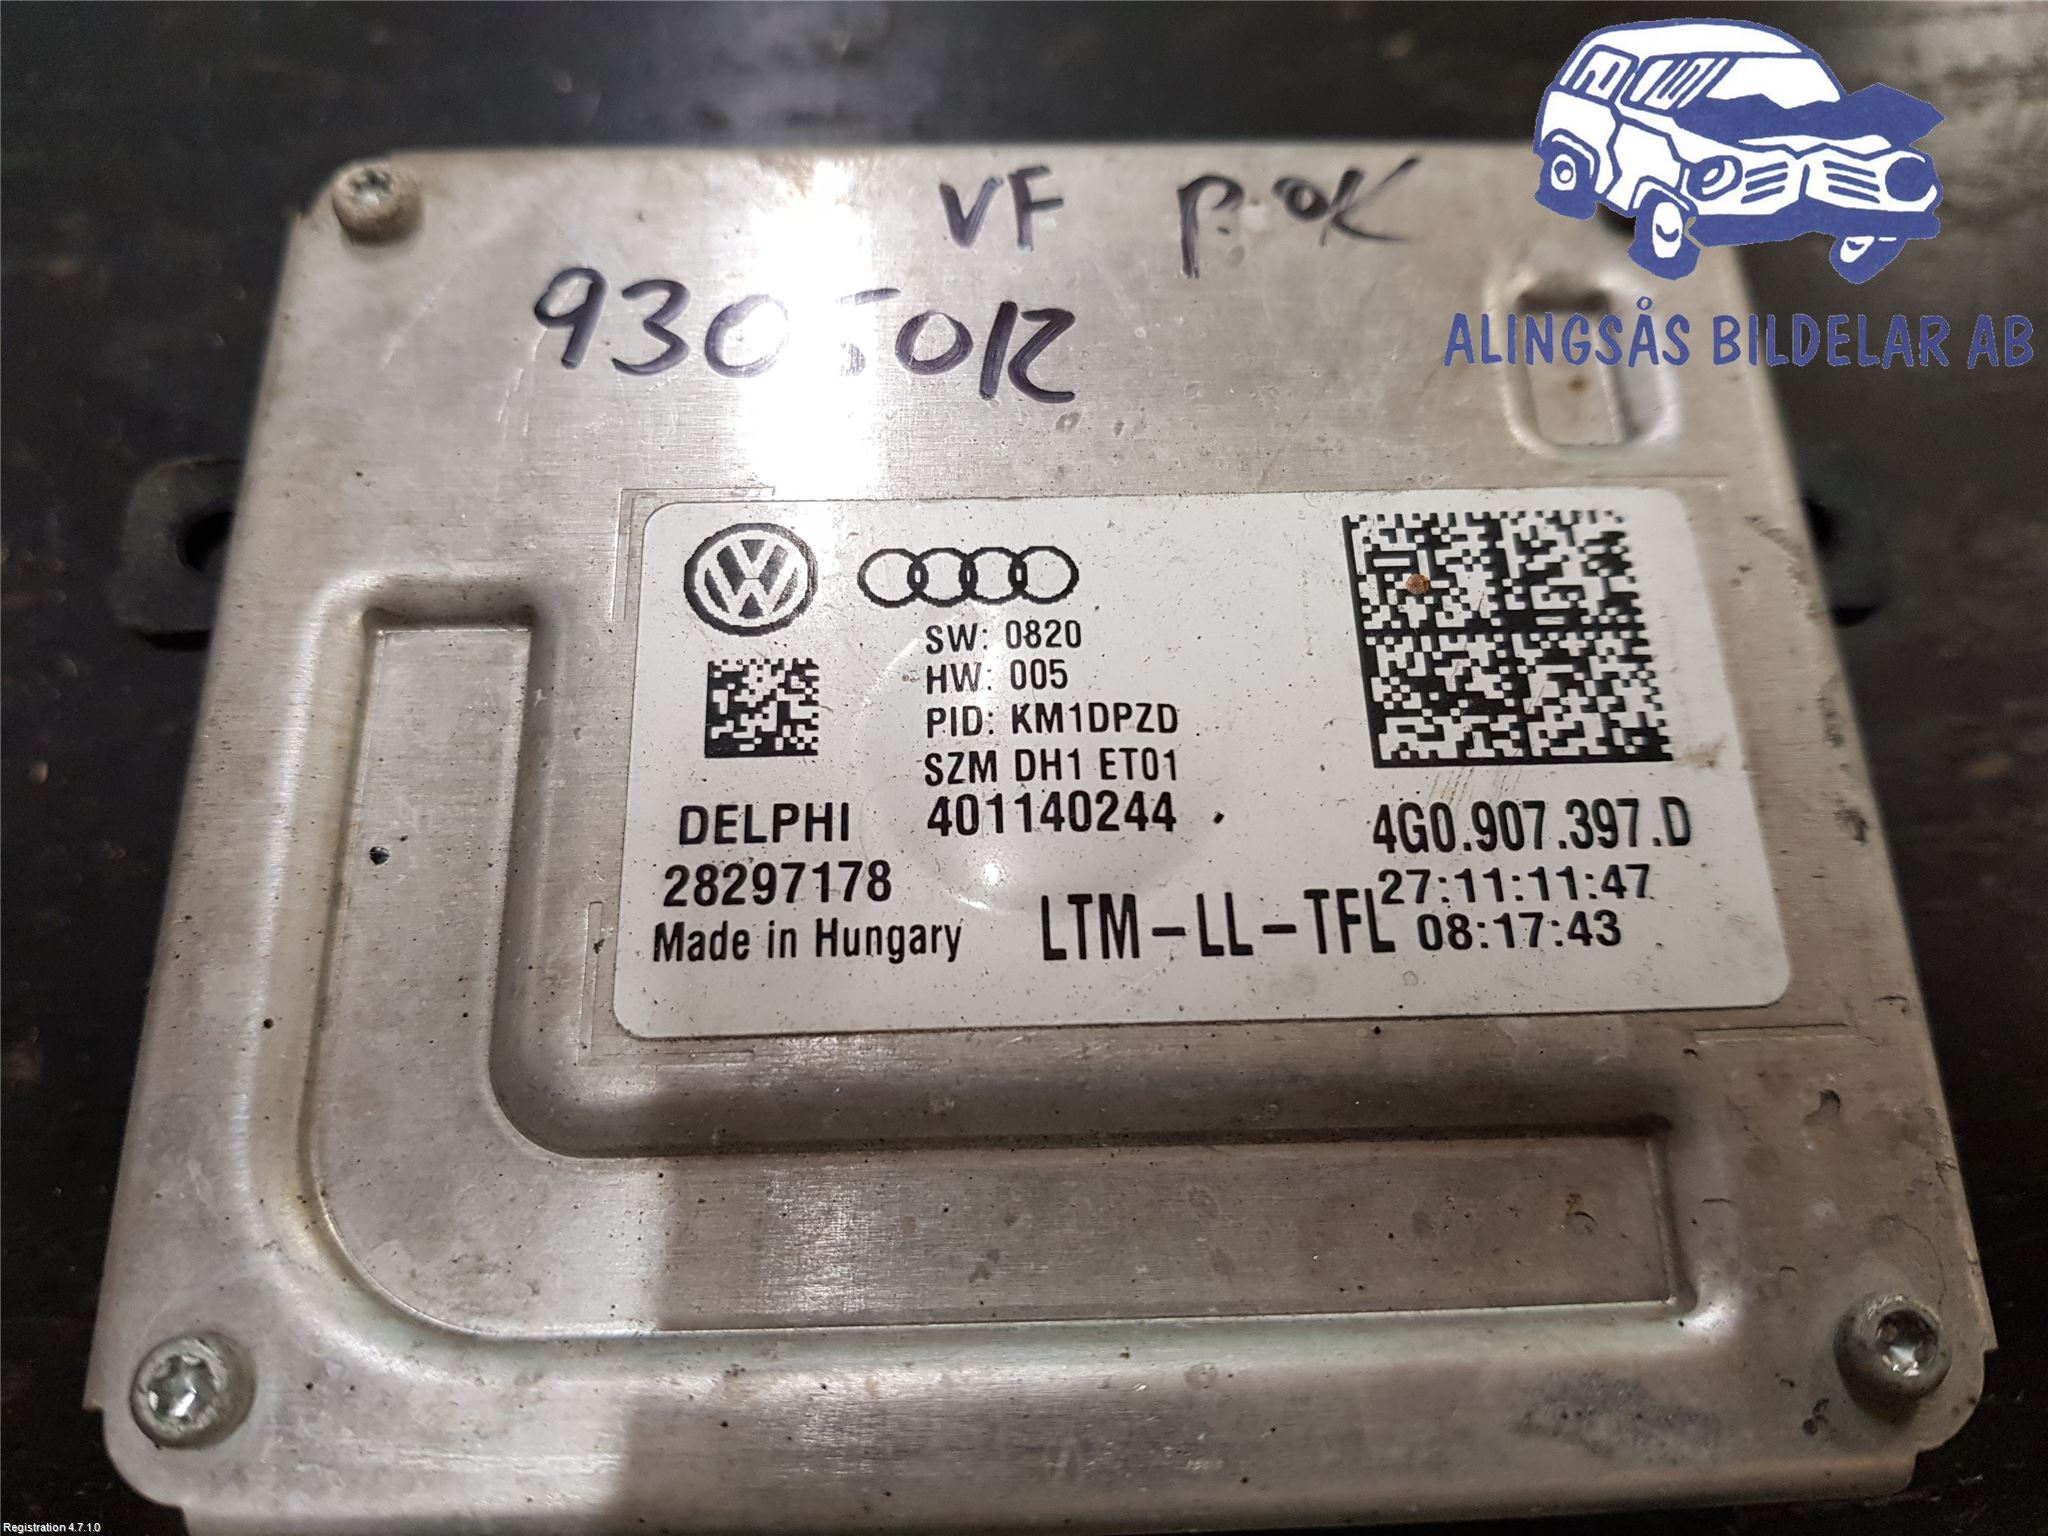 VF P.OK
ALINGSÅS BILDELAR AB
SW: 0820
HW: 005
PID: KM1DPZD
SZM DH1 ET01
401140244
DELPHI
28297178
Made in Hungary
LTM-LL-TFL
4G0.907.397.D
27:11:11:47
08:17:43
Registration 4.7.1.0